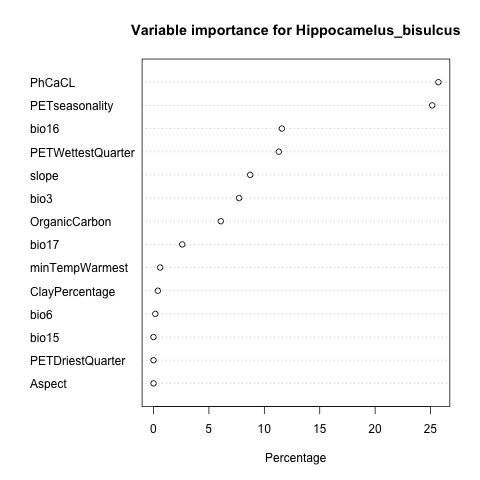 Variable importance for Hippocamelus_bisulcus
PhCaCL
PETseasonality
bio16
PETWettestQuarter
slope
bio3
OrganicCarbon
bio17
minTempWarmest
ClayPercentage
bio6
bio15
PETDriestQuarter
Aspect
0 5 10 15 20 25
Percentage